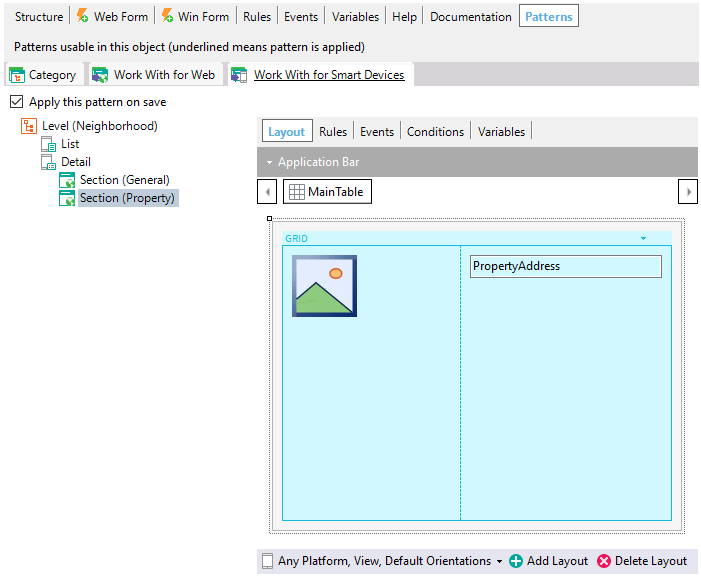 Structure Web Form Win Form Rules Events Variables Help Documentation Patterns
Patterns usable in this object (underlined means pattern is applied)
Category Work With for Web Work With for Smart Devices
Apply this pattern on save
Level (Neighborhood)
List
Detail
Section (General)
Section (Property)
Layout Rules Events Conditions Variables
Application Bar
MainTable
GRID
PropertyAddress
Any Platform, View, Default Orientations Add Layout Delete Layout